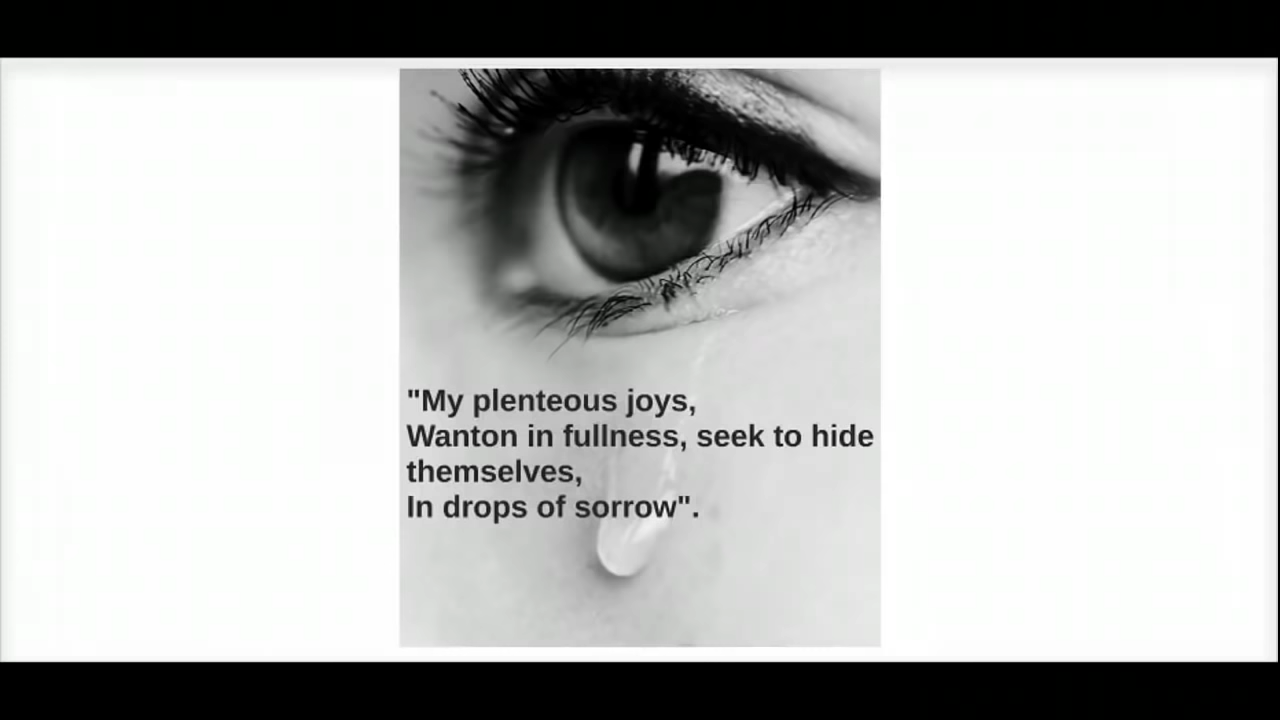 "My plenteous joys,
Wanton in fullness, seek to hide
themselves,
In drops of sorrow".